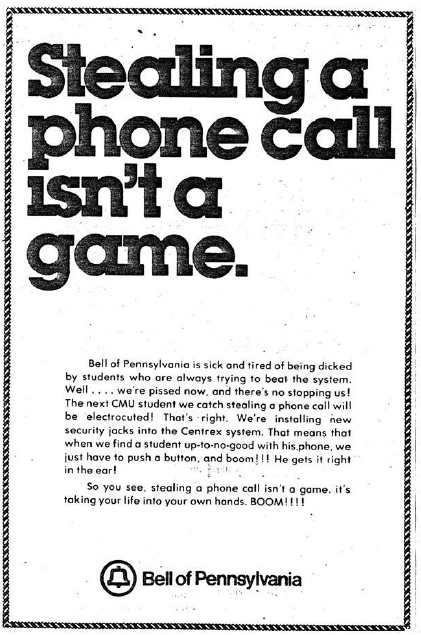 Stealing a
phone call
isn't a
game.
Bell of Pennsylvania is sick and tired of being dicked
by students who are always trying to beat the system.
Well .... we're pissed now, and there's no stopping us!
The next CMU student we catch stealing a phone call will
be electrocuted! That's right. We're installing new
security jacks into the Centrex system. That means that
when we find a student up-to-no-good with his phone, we
just have to push a button, and boom!!! He gets it right
in the ear!
So you see, stealing a phone call isn't a game. it's
taking your life into your own hands. BOOM!!!!
Bell of Pennsylvania